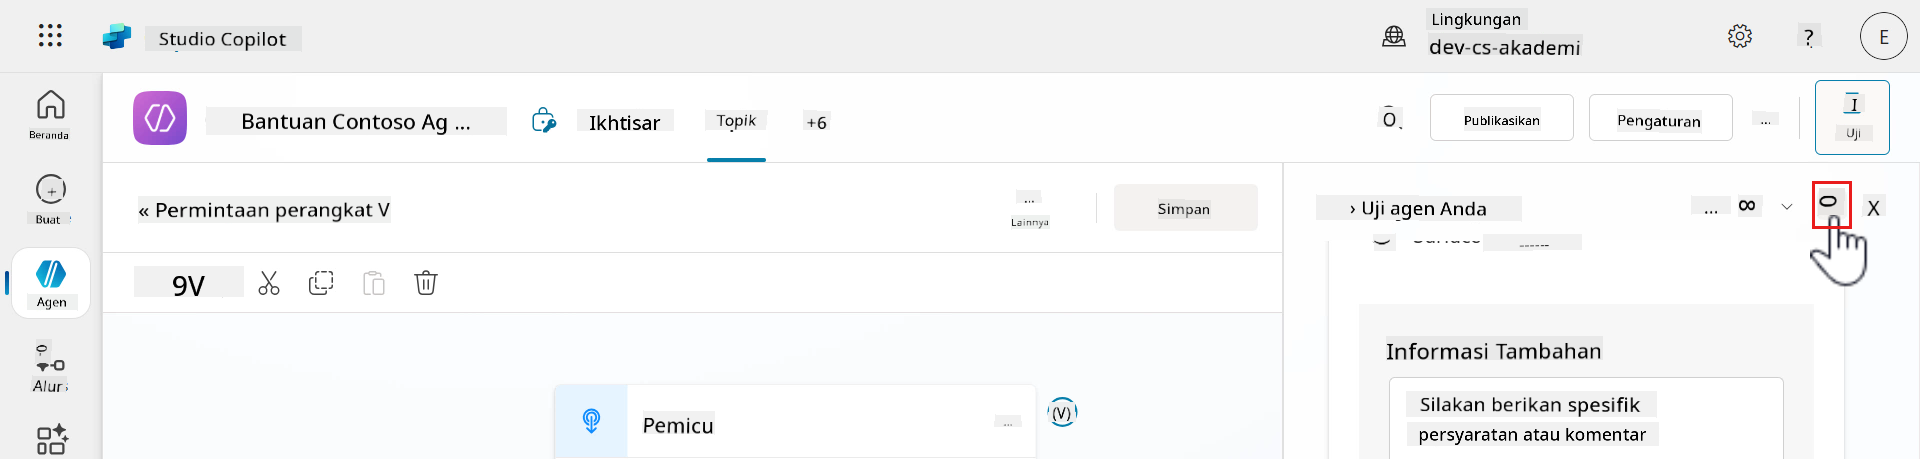 Studio Copilot
Lingkungan
dev-cs-akademi
?
E
Beranda
Bantuan Contoso Ag ...
Ikhtisar
Topik
+6
Publikasikan
Pengaturan
...
Uji
Buat
« Permintaan perangkat V
...
Lainnya
Simpan
› Uji agen Anda
...
X
9V
Agen
Informasi Tambahan
Alur
Silakan berikan spesifik
persyaratan atau komentar
Pemicu
...
(V)